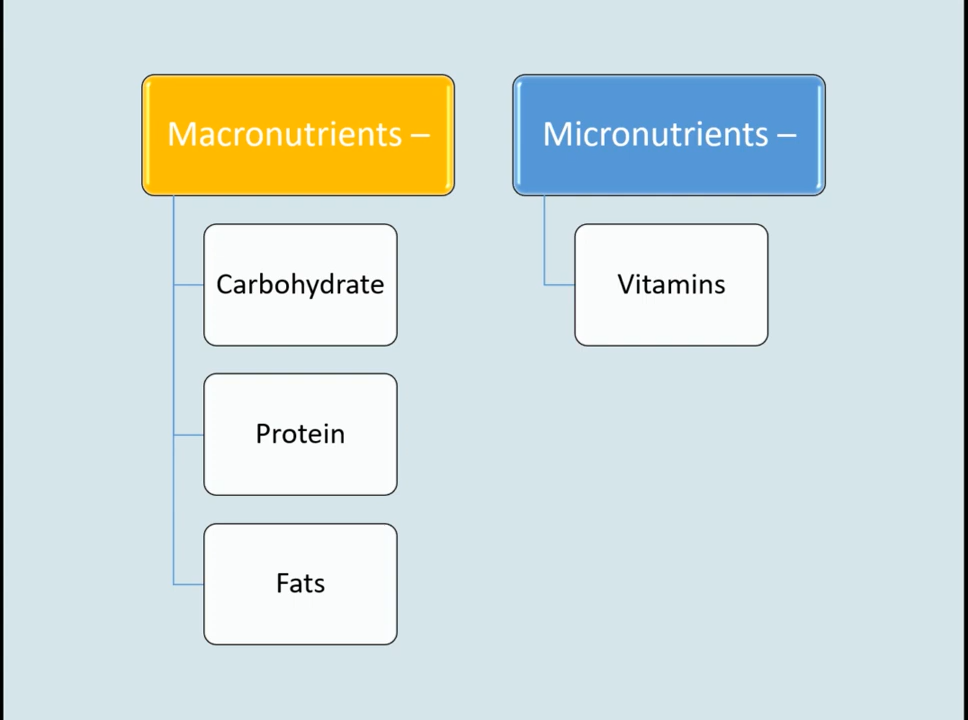 Macronutrients –
Carbohydrate
Protein
Fats
Micronutrients –
Vitamins